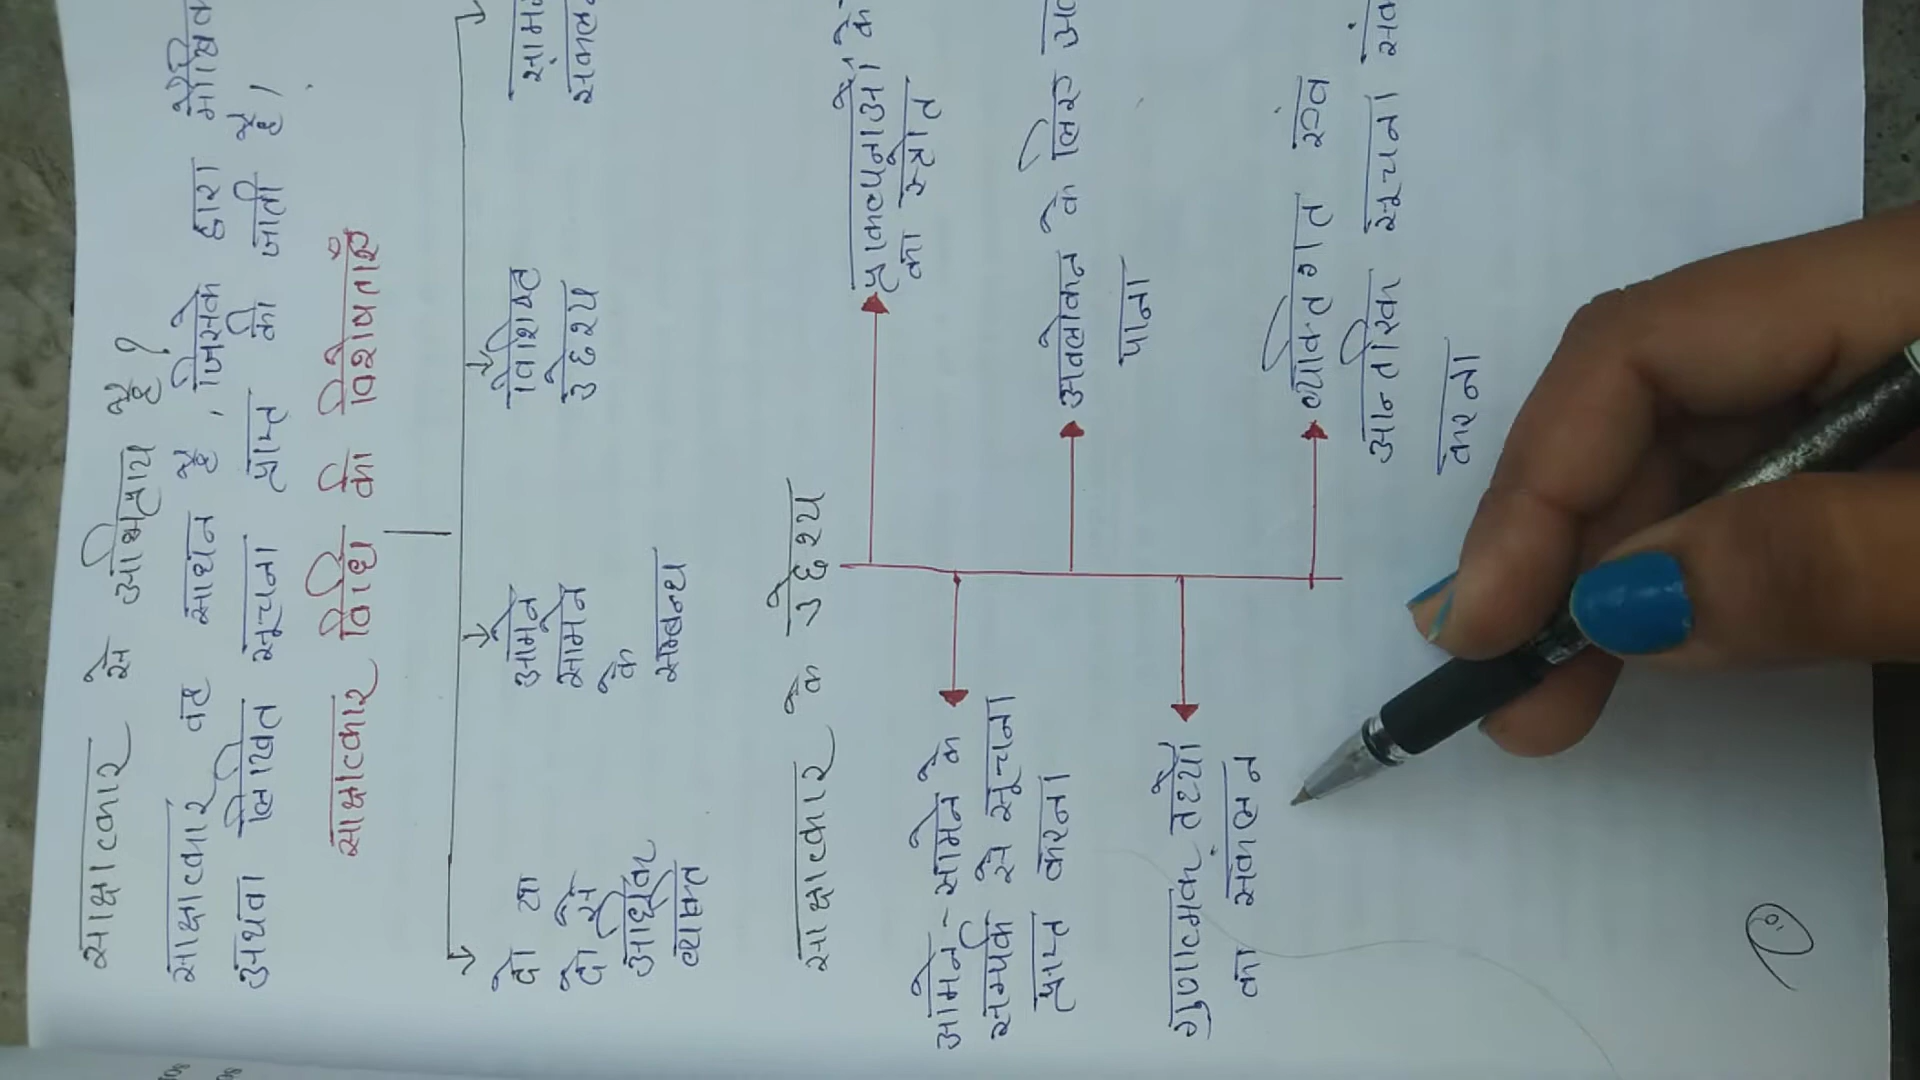 साक्षात्कार से अभिप्राय है?
साक्षात्कार वह साधन है, जिसके द्वारा
अथवा लिखित सूचना प्राप्त की जाती है।
साक्षात्कार विधि की विशेषताएँ
दो या
दो से
अधिक
व्यक्ति
आमने
सामने
के
सम्बन्ध
विशिष्ट
उद्देश्य
साक्षात्कार के उद्देश्य
आमने-सामने के
सम्पर्क से सूचना
प्राप्त करना
प्राकल्पनाओं के
का स्त्रोत
अवलोकन के लिए
पाना
गुणात्मक तथ्यों
का संकलन
व्यक्तिगत एवं
आन्तरिक सूचना
करना